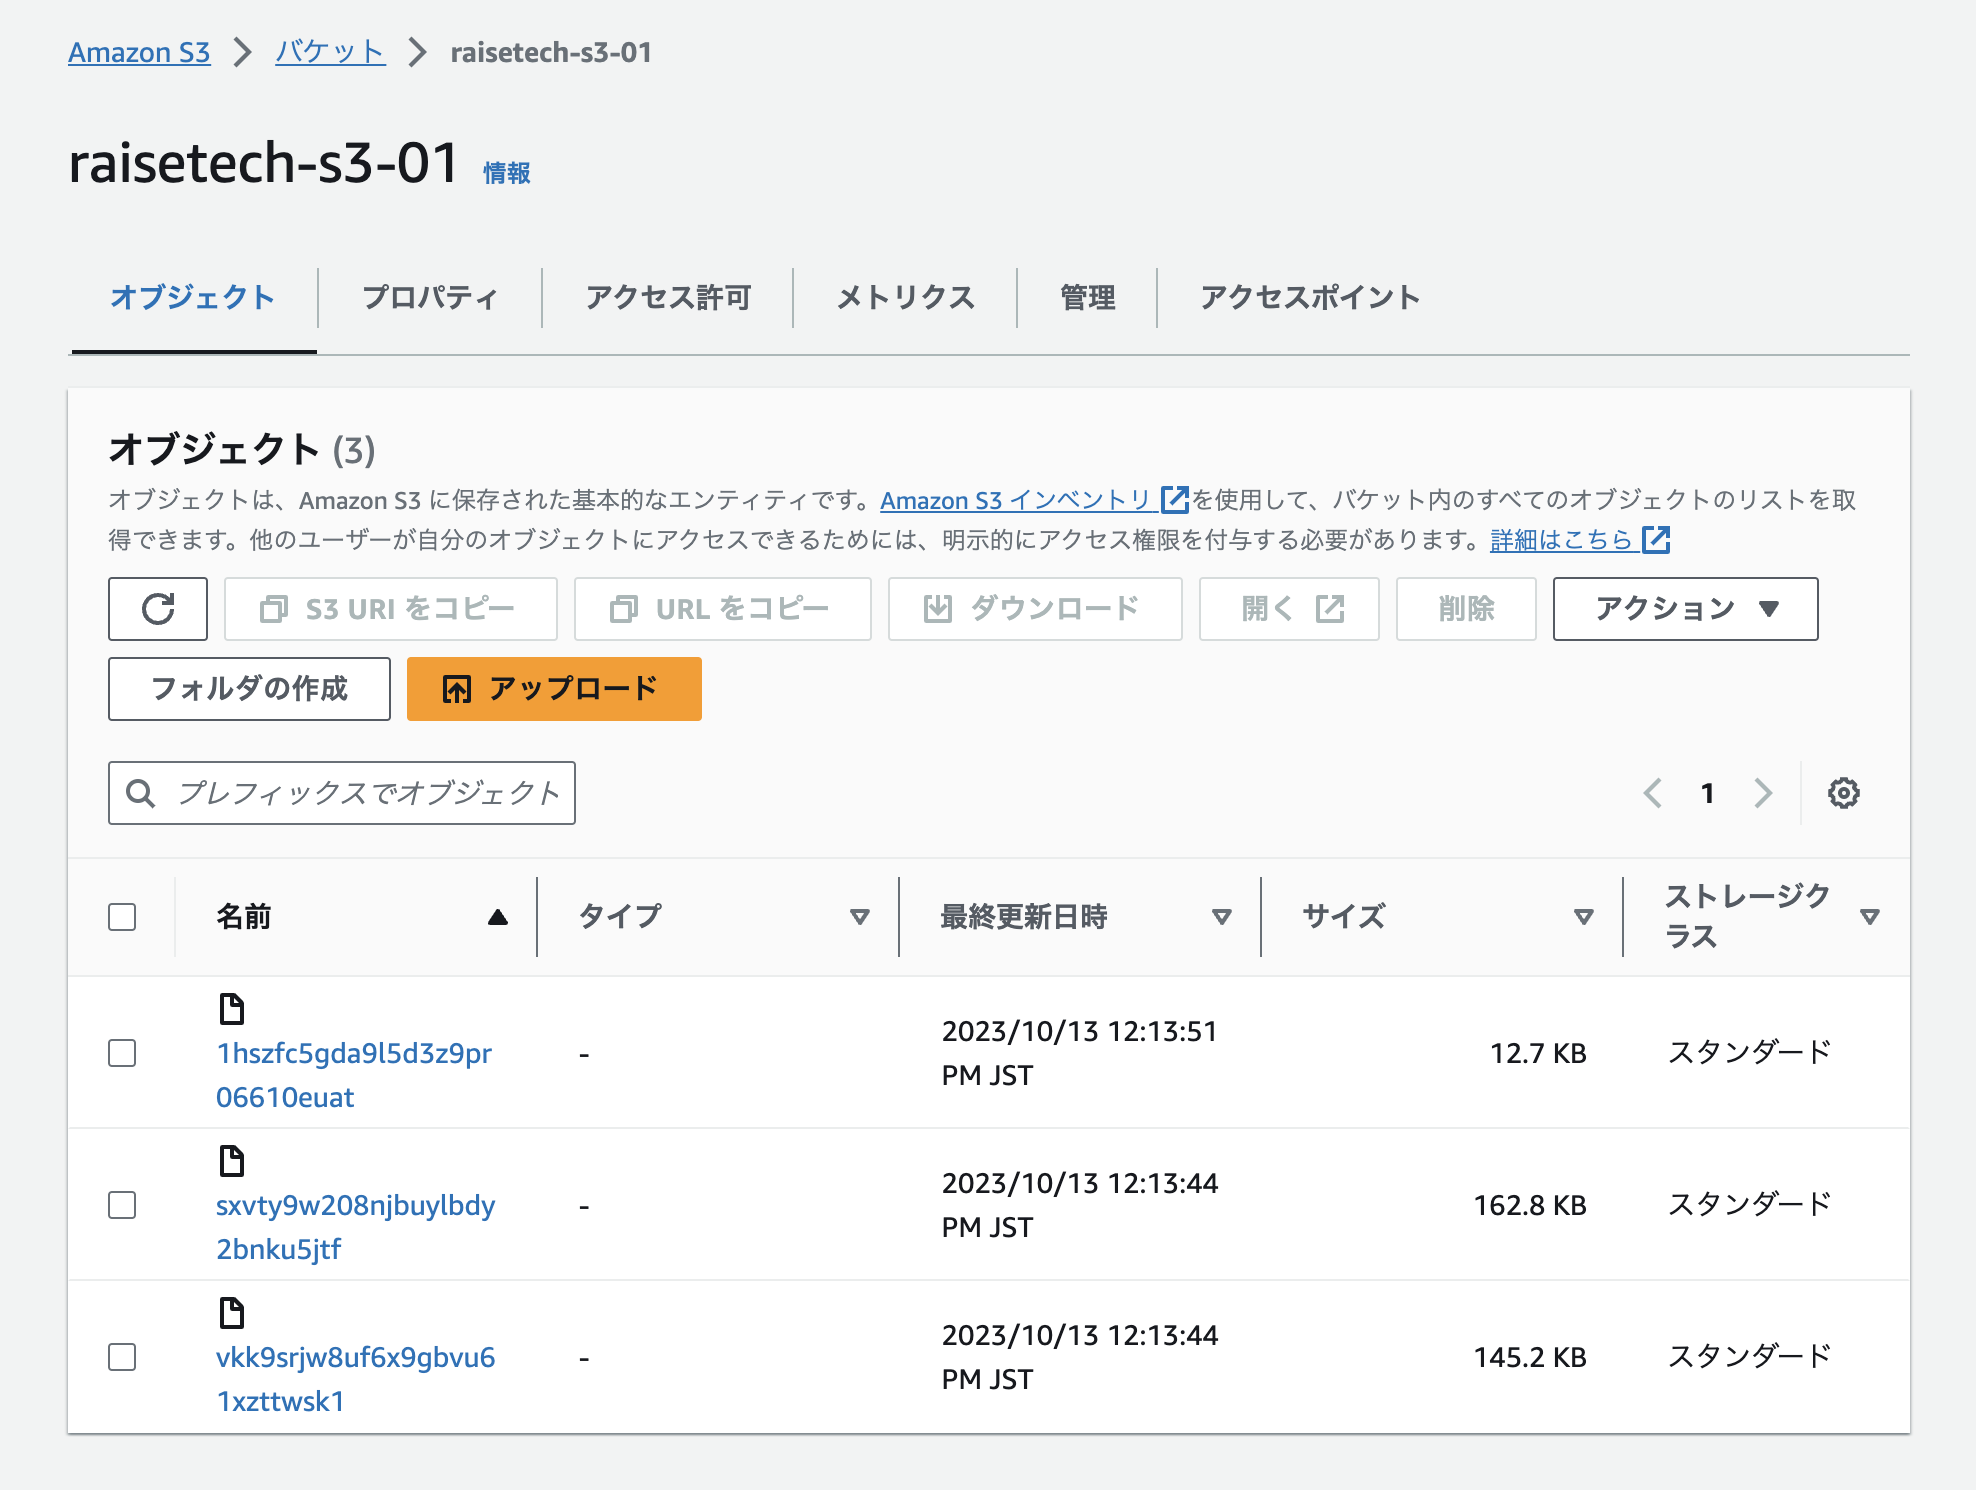 Amazon S3 > バケット > raisetech-s3-01
raisetech-s3-01 情報
オブジェクト プロパティ アクセス許可 メトリクス 管理 アクセスポイント
オブジェクト (3)
オブジェクトは、Amazon S3 に保存された基本的なエンティティです。Amazon S3 インベントリ を使用して、バケット内のすべてのオブジェクトのリストを取
得できます。他のユーザーが自分のオブジェクトにアクセスできるためには、明示的にアクセス権限を付与する必要があります。詳細はこちら
S3 URI をコピー URL をコピー ダウンロード 開く 削除 アクション
フォルダの作成 アップロード
プレフィックスでオブジェクト
1
名前 タイプ 最終更新日時 サイズ ストレージク
ラス
1hszfc5gda9l5d3z9pr
06610euat
-
2023/10/13 12:13:51
PM JST
12.7 KB
スタンダード
sxvty9w208njbuylbdy
2bnku5jtf
-
2023/10/13 12:13:44
PM JST
162.8 KB
スタンダード
vkk9srjw8uf6x9gbvu6
1xzttwsk1
-
2023/10/13 12:13:44
PM JST
145.2 KB
スタンダード